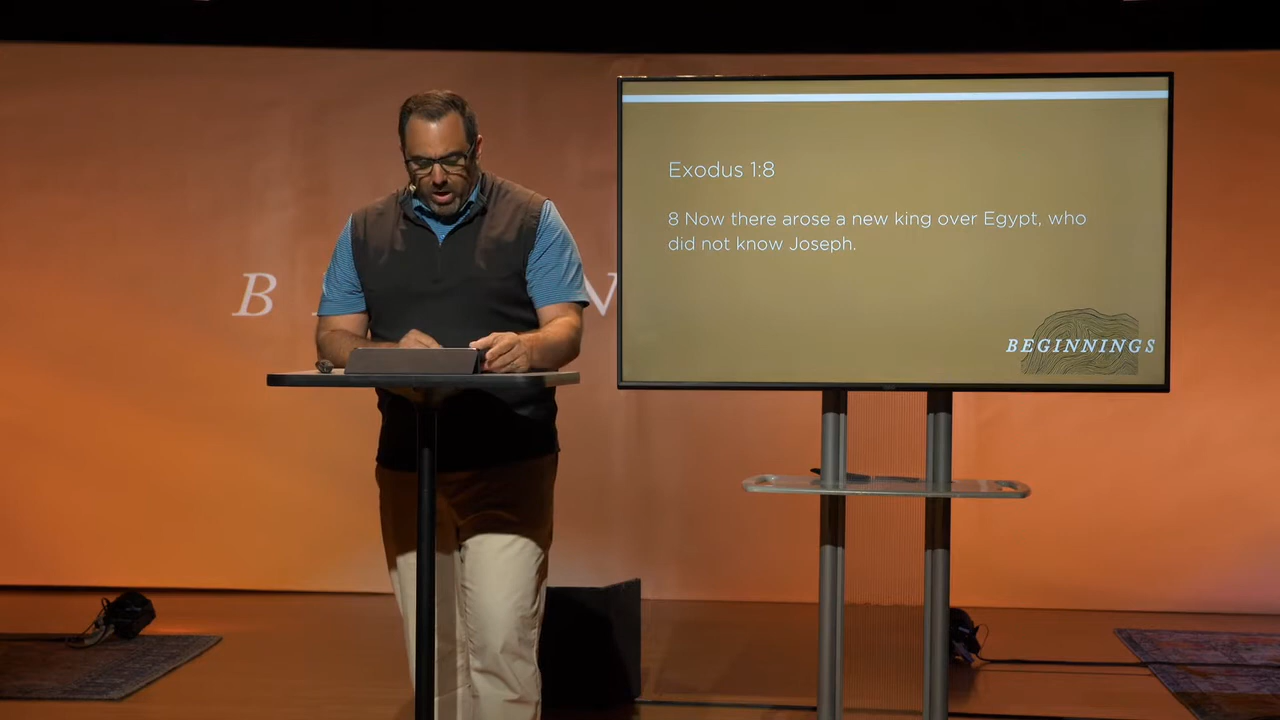 Exodus 1:8
8 Now there arose a new king over Egypt, who
did not know Joseph.
BEGINNINGS